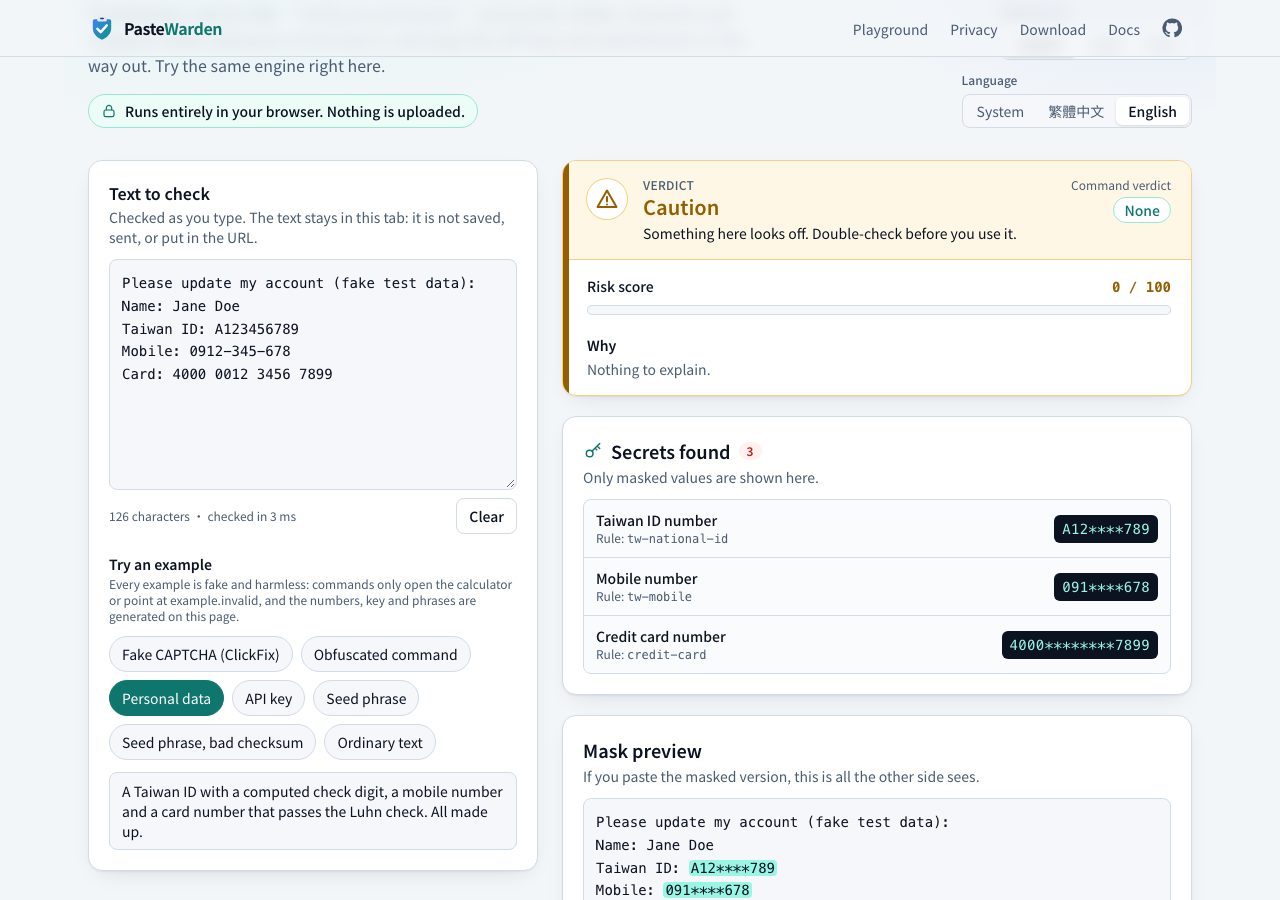 PasteWarden
Playground
Privacy
Download
Docs
way out. Try the same engine right here.
Runs entirely in your browser. Nothing is uploaded.
Language
System
繁體中文
English
Text to check
Checked as you type. The text stays in this tab: it is not saved,
sent, or put in the URL.
Please update my account (fake test data):
Name: Jane Doe
Taiwan ID: A123456789
Mobile: 0912-345-678
Card: 4000 0012 3456 7899
126 characters · checked in 3 ms
Clear
Try an example
Every example is fake and harmless: commands only open the calculator
or point at example.invalid, and the numbers, key and phrases are
generated on this page.
Fake CAPTCHA (ClickFix)
Obfuscated command
Personal data
API key
Seed phrase
Seed phrase, bad checksum
Ordinary text
A Taiwan ID with a computed check digit, a mobile number
and a card number that passes the Luhn check. All made
up.
VERDICT
Caution
Something here looks off. Double-check before you use it.
Command verdict
None
Risk score
0 / 100
Why
Nothing to explain.
Secrets found 3
Only masked values are shown here.
Taiwan ID number
Rule: tw-national-id
A12****789
Mobile number
Rule: tw-mobile
091****678
Credit card number
Rule: credit-card
4000********7899
Mask preview
If you paste the masked version, this is all the other side sees.
Please update my account (fake test data):
Name: Jane Doe
Taiwan ID: A12****789
Mobile: 091****678